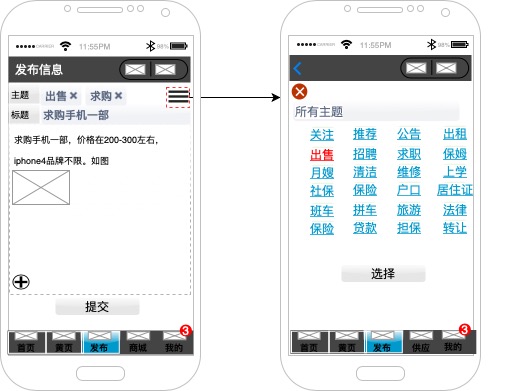 CARRIER 11:55PM 98%
发布信息
主题 出售 × 求购 ×
标题 求购手机一部
求购手机一部，价格在200-300左右，
iphone4品牌不限。如图
提交
首页 黄页 发布 商城 我的 3
CARRIER 11:55PM 98%
所有主题
关注 推荐 公告 出租
出售 招聘 求职 保姆
月嫂 清洁 维修 上学
社保 保险 户口 居住证
班车 拼车 旅游 法律
保险 贷款 担保 转让
选择
首页 黄页 发布 供应 我的 3